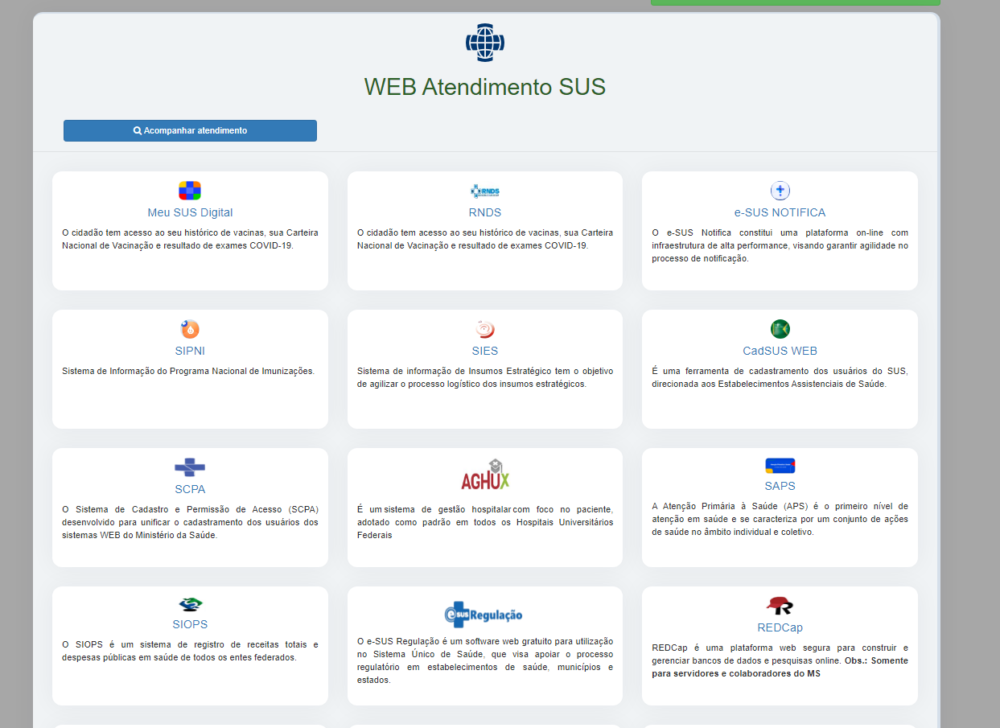 WEB Atendimento SUS
Acompanhar atendimento
RNDS
Meu SUS Digital
RNDS
e-SUS NOTIFICA
O cidadão tem acesso ao seu histórico de vacinas, sua Carteira
Nacional de Vacinação e resultado de exames COVID-19.
O cidadão tem acesso ao seu histórico de vacinas, sua Carteira
Nacional de Vacinação e resultado de exames COVID-19.
O e-SUS Notifica constitui uma plataforma on-line com
infraestrutura de alta performance, visando garantir agilidade no
processo de notificação.
SIPNI
SIES
CadSUS WEB
Sistema de Informação do Programa Nacional de Imunizações.
Sistema de informação de Insumos Estratégico tem o objetivo
de agilizar o processo logístico dos insumos estratégicos.
É uma ferramenta de cadastramento dos usuários do SUS,
direcionada aos Estabelecimentos Assistenciais de Saúde.
SCPA
O Sistema de Cadastro e Permissão de Acesso (SCPA)
desenvolvido para unificar o cadastramento dos usuários dos
sistemas WEB do Ministério da Saúde.
AGHUX
É um sistema de gestão hospitalar com foco no paciente,
adotado como padrão em todos os Hospitais Universitários
Federais
SAPS
A Atenção Primária à Saúde (APS) é o primeiro nível de
atenção em saúde e se caracteriza por um conjunto de ações
de saúde no âmbito individual e coletivo.
SIOPS
O SIOPS é um sistema de registro de receitas totais e
despesas públicas em saúde de todos os entes federados.
eSUS Regulação
O e-SUS Regulação é um software web gratuito para utilização
no Sistema Único de Saúde, que visa apoiar o processo
regulatório em estabelecimentos de saúde, municípios e
estados.
REDCap
REDCap é uma plataforma web segura para construir e
gerenciar bancos de dados e pesquisas online. Obs.: Somente
para servidores e colaboradores do MS